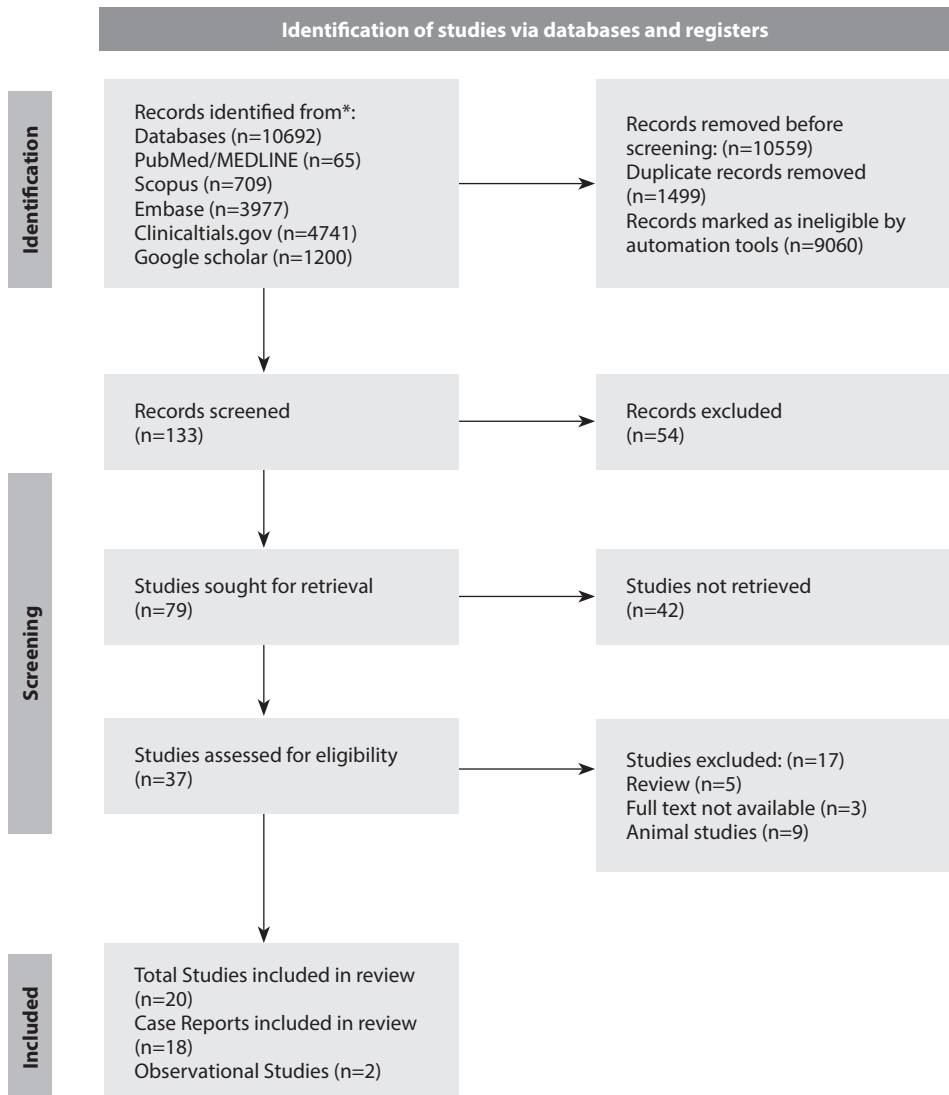 Identification of studies via databases and registers
Identification
Records identified from*:
Databases (n=10692)
PubMed/MEDLINE (n=65)
Scopus (n=709)
Embase (n=3977)
Clinicaltials.gov (n=4741)
Google scholar (n=1200)
Records removed before
screening: (n=10559)
Duplicate records removed
(n=1499)
Records marked as ineligible by
automation tools (n=9060)
Records screened
(n=133)
Records excluded
(n=54)
Screening
Studies sought for retrieval
(n=79)
Studies not retrieved
(n=42)
Studies assessed for eligibility
(n=37)
Studies excluded: (n=17)
Review (n=5)
Full text not available (n=3)
Animal studies (n=9)
Included
Total Studies included in review
(n=20)
Case Reports included in review
(n=18)
Observational Studies (n=2)